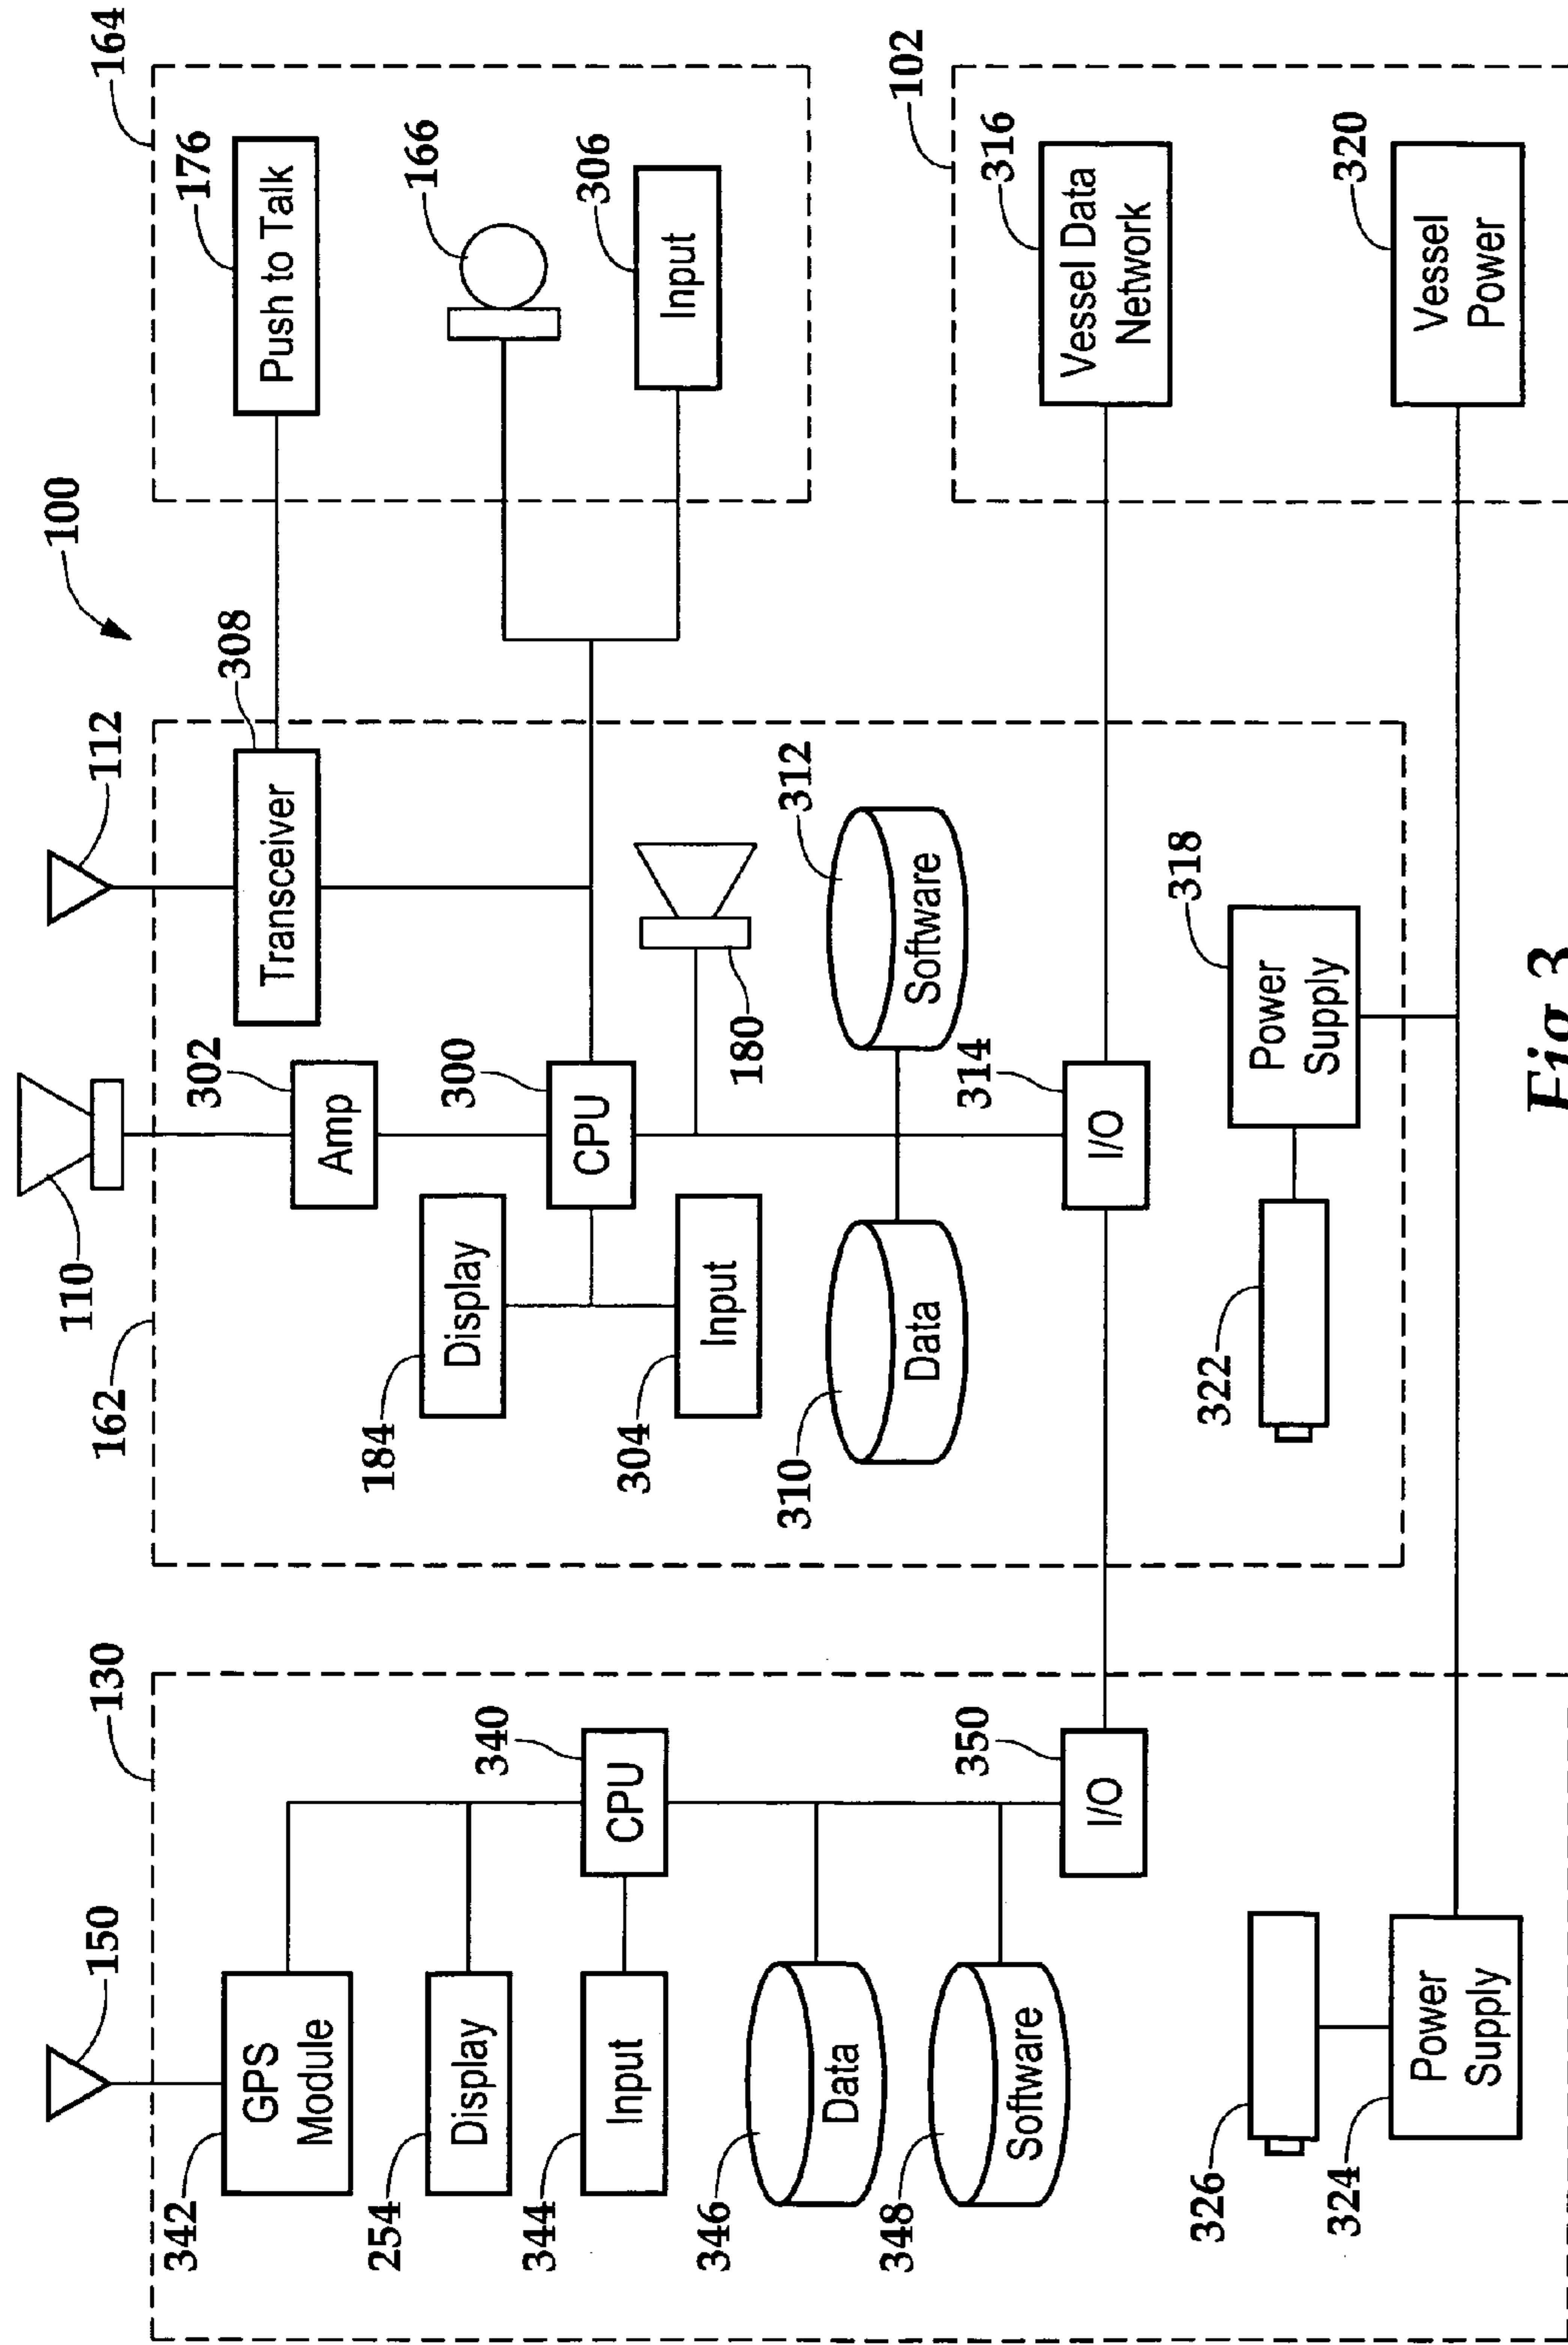 100
130
150
342
GPS
Module
254
Display
344
Input
340
CPU
346
Data
348
Software
350
I/O
326
324
Power
Supply
162
110
112
302
Amp
308
Transceiver
184
Display
300
CPU
304
Input
180
310
Data
312
Software
314
I/O
318
Power
Supply
322
164
176
Push to Talk
166
306
Input
102
316
Vessel Data
Network
320
Vessel
Power
Fig. 3